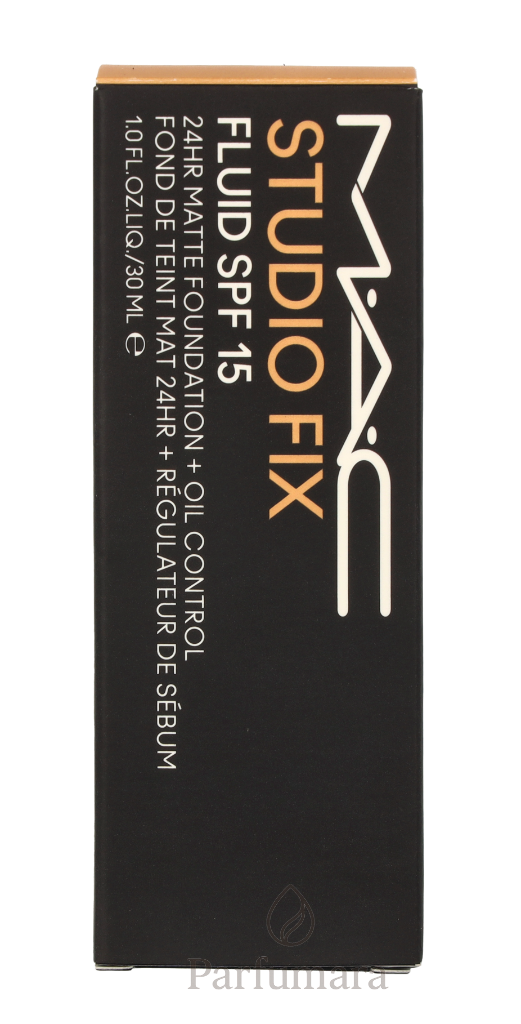 MAC
STUDIO FIX
FLUID SPF 15
24HR MATTE FOUNDATION + OIL CONTROL
FOND DE TEINT MAT 24HR + RÉGULATEUR DE SÉBUM
1.0 FL.OZ.LIQ./30 ML ℮
Parfumara